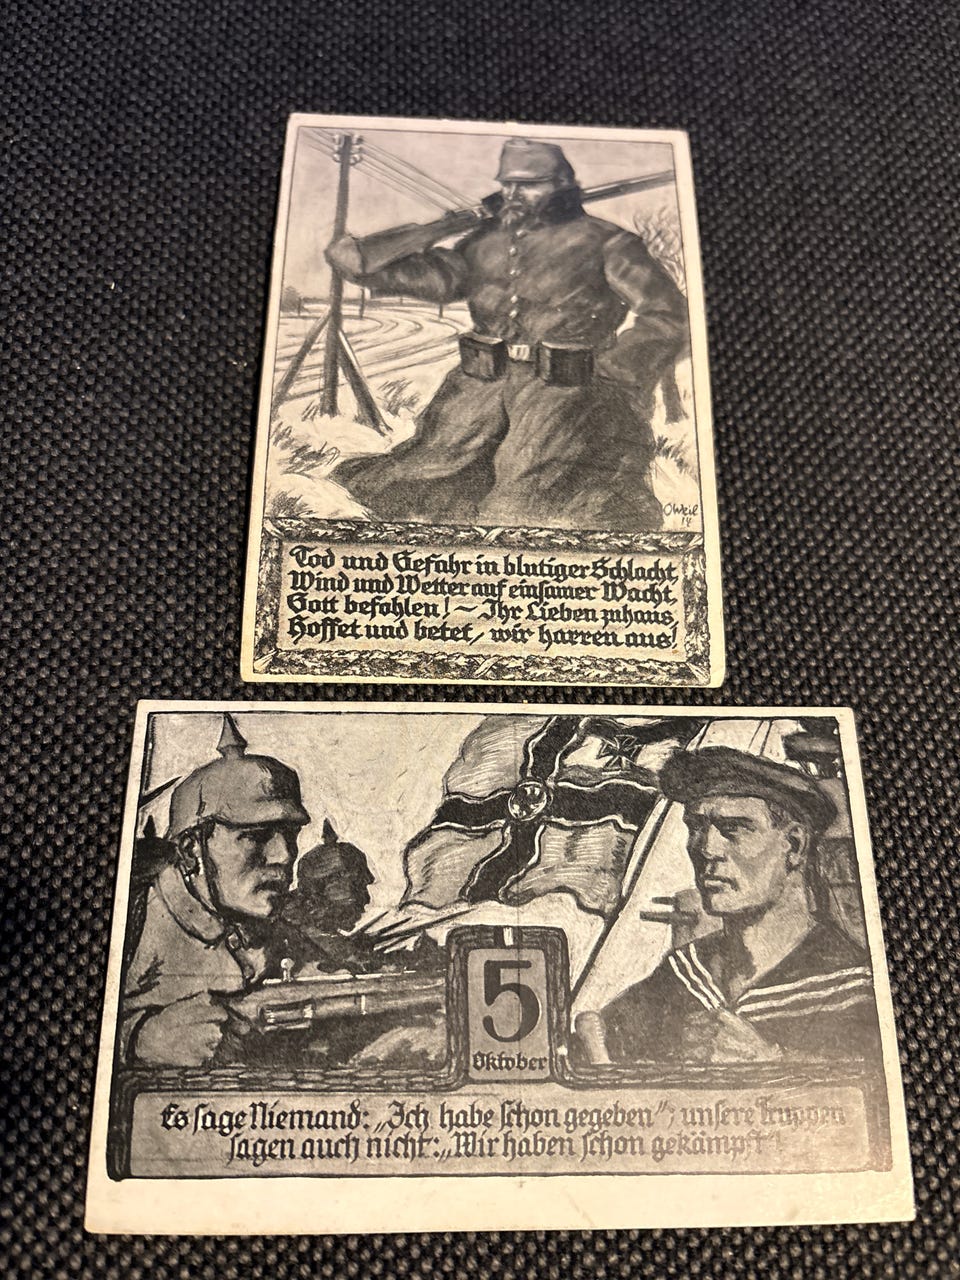 OWeil
14
Tod und Gefahr in blutiger Schlacht,
Wind und Wetter auf einsamer Wacht,
Gott befohlen! – Ihr Lieben zuhaus,
Hoffet und betet, wir harren aus!
5
Oktober
Es sage Niemand: „Ich habe schon gegeben"; unsere Truppen
sagen auch nicht: „Wir haben schon gekämpft"!